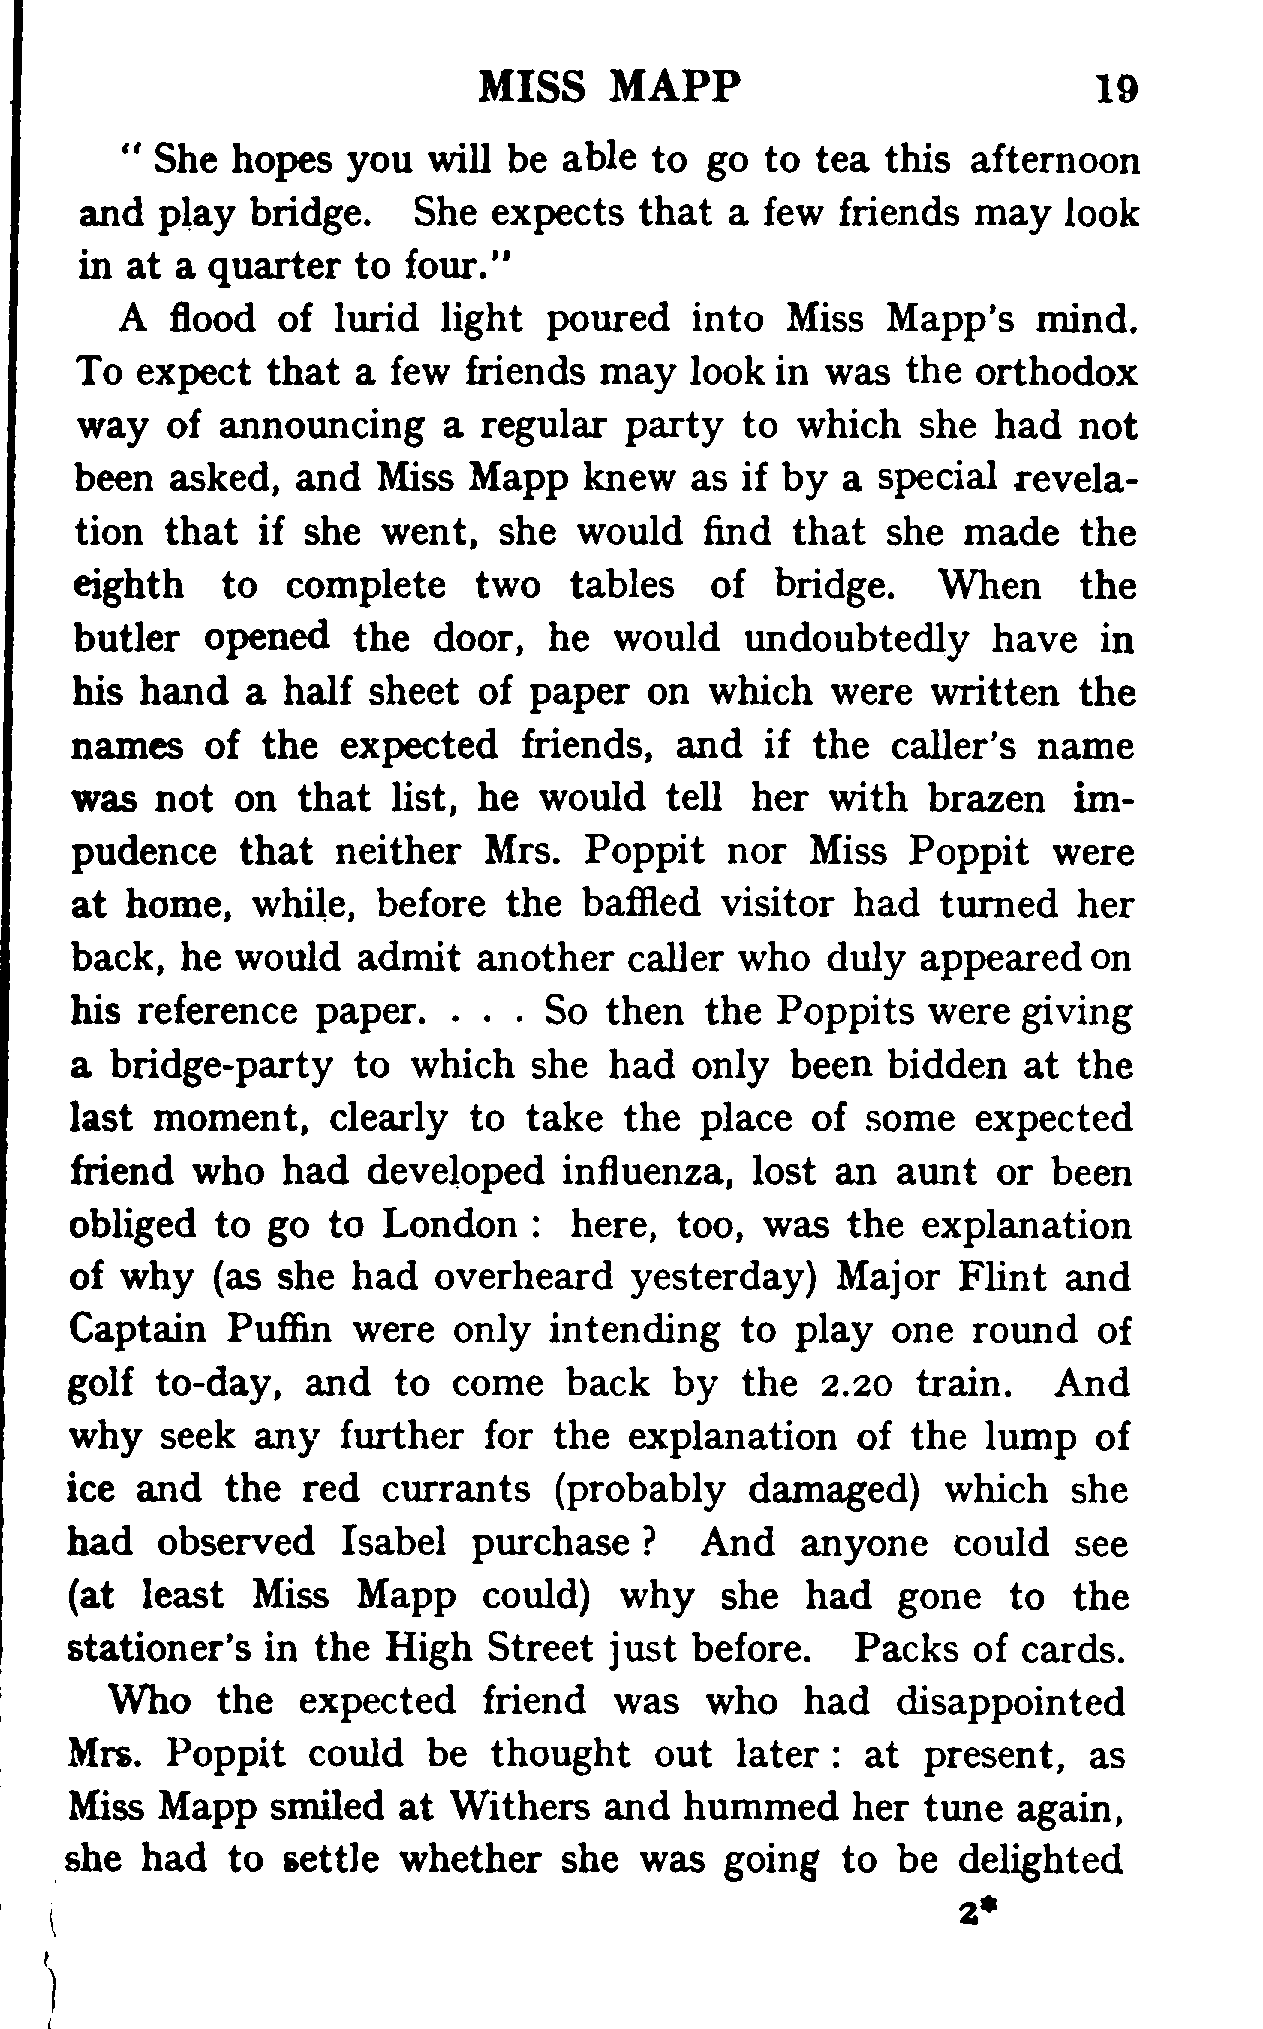 MISS MAPP 19
“ She hopes you will be able to go to tea this afternoon
and play bridge. She expects that a few friends may look
in at a quarter to four.”
A flood of lurid light poured into Miss Mapp’s mind.
To expect that a few friends may look in was the orthodox
way of announcing a regular party to which she had not
been asked, and Miss Mapp knew as if by a special revela-
tion that if she went, she would find that she made the
eighth to complete two tables of bridge. When the
butler opened the door, he would undoubtedly have in
his hand a half sheet of paper on which were written the
names of the expected friends, and if the caller’s name
was not on that list, he would tell her with brazen im-
pudence that neither Mrs. Poppit nor Miss Poppit were
at home, while, before the baffled visitor had turned her
back, he would admit another caller who duly appeared on
his reference paper. . . . So then the Poppits were giving
a bridge-party to which she had only been bidden at the
last moment, clearly to take the place of some expected
friend who had developed influenza, lost an aunt or been
obliged to go to London : here, too, was the explanation
of why (as she had overheard yesterday) Major Flint and
Captain Puffin were only intending to play one round of
golf to-day, and to come back by the 2.20 train. And
why seek any further for the explanation of the lump of
ice and the red currants (probably damaged) which she
had observed Isabel purchase ? And anyone could see
(at least Miss Mapp could) why she had gone to the
stationer’s in the High Street just before. Packs of cards.
Who the expected friend was who had disappointed
Mrs. Poppit could be thought out later : at present, as
Miss Mapp smiled at Withers and hummed her tune again,
she had to settle whether she was going to be delighted
2*